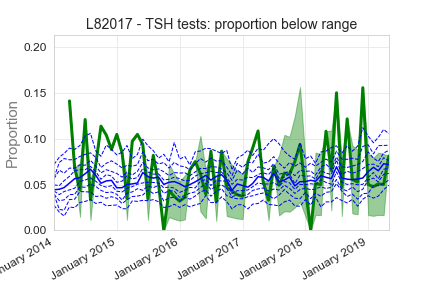 L82017 - TSH tests: proportion below range
Proportion
0.20
0.15
0.10
0.05
0.00
January 2015
January 2016
January 2017
January 2018
January 2019
2014